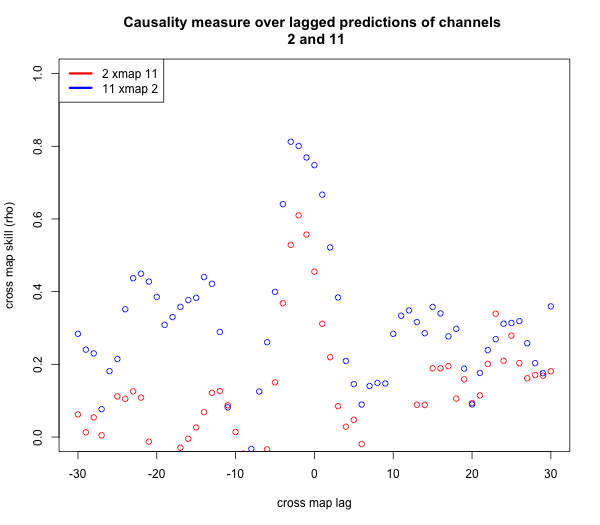 Causality measure over lagged predictions of channels
2 and 11
2 xmap 11
11 xmap 2
cross map skill (rho)
1.0
0.8
0.6
0.4
0.2
0.0
-30 -20 -10 0 10 20 30
cross map lag